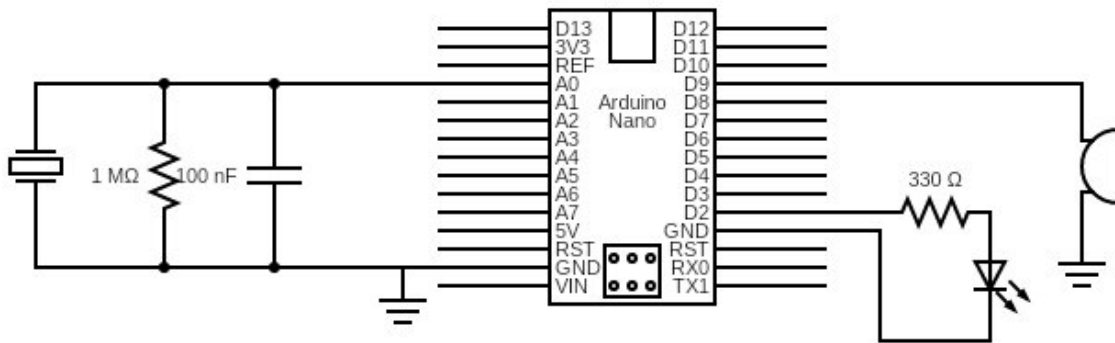 D13 D12
3V3 D11
REF D10
A0 D9
A1 Arduino D8
A2 Nano D7
A3 D6
1 MΩ 100 nF A4 D5
A5 D4 330 Ω
A6 D3
A7 D2
5V GND
RST RST
GND RX0
VIN TX1